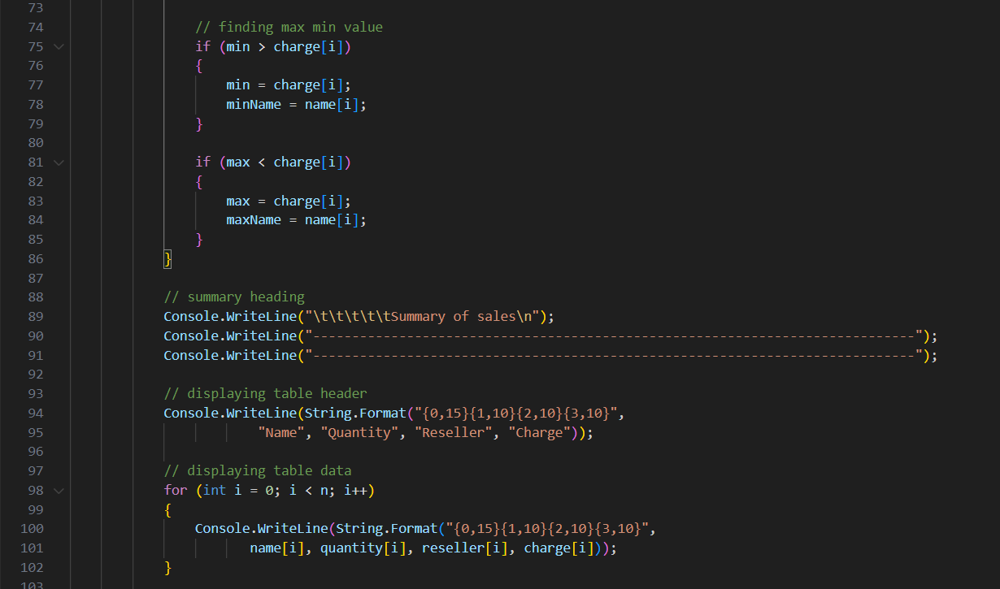 73
74 // finding max min value
75 if (min > charge[i])
76 {
77 min = charge[i];
78 minName = name[i];
79 }
80
81 if (max < charge[i])
82 {
83 max = charge[i];
84 maxName = name[i];
85 }
86 }
87
88 // summary heading
89 Console.WriteLine("\t\t\t\t\tSummary of sales\n");
90 Console.WriteLine("-----------------------------------------------------------------------------");
91 Console.WriteLine("-----------------------------------------------------------------------------");
92
93 // displaying table header
94 Console.WriteLine(String.Format("{0,15}{1,10}{2,10}{3,10}",
95 "Name", "Quantity", "Reseller", "Charge"));
96
97 // displaying table data
98 for (int i = 0; i < n; i++)
99 {
100 Console.WriteLine(String.Format("{0,15}{1,10}{2,10}{3,10}",
101 name[i], quantity[i], reseller[i], charge[i]));
102 }
103